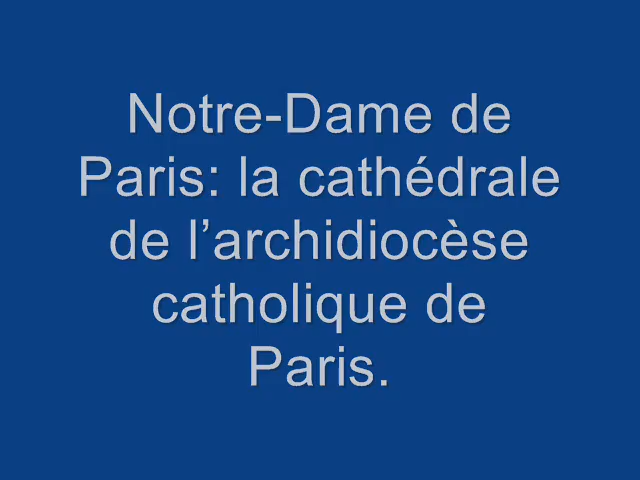 Notre-Dame de
Paris: la cathédrale
de l’archidiocèse
catholique de
Paris.